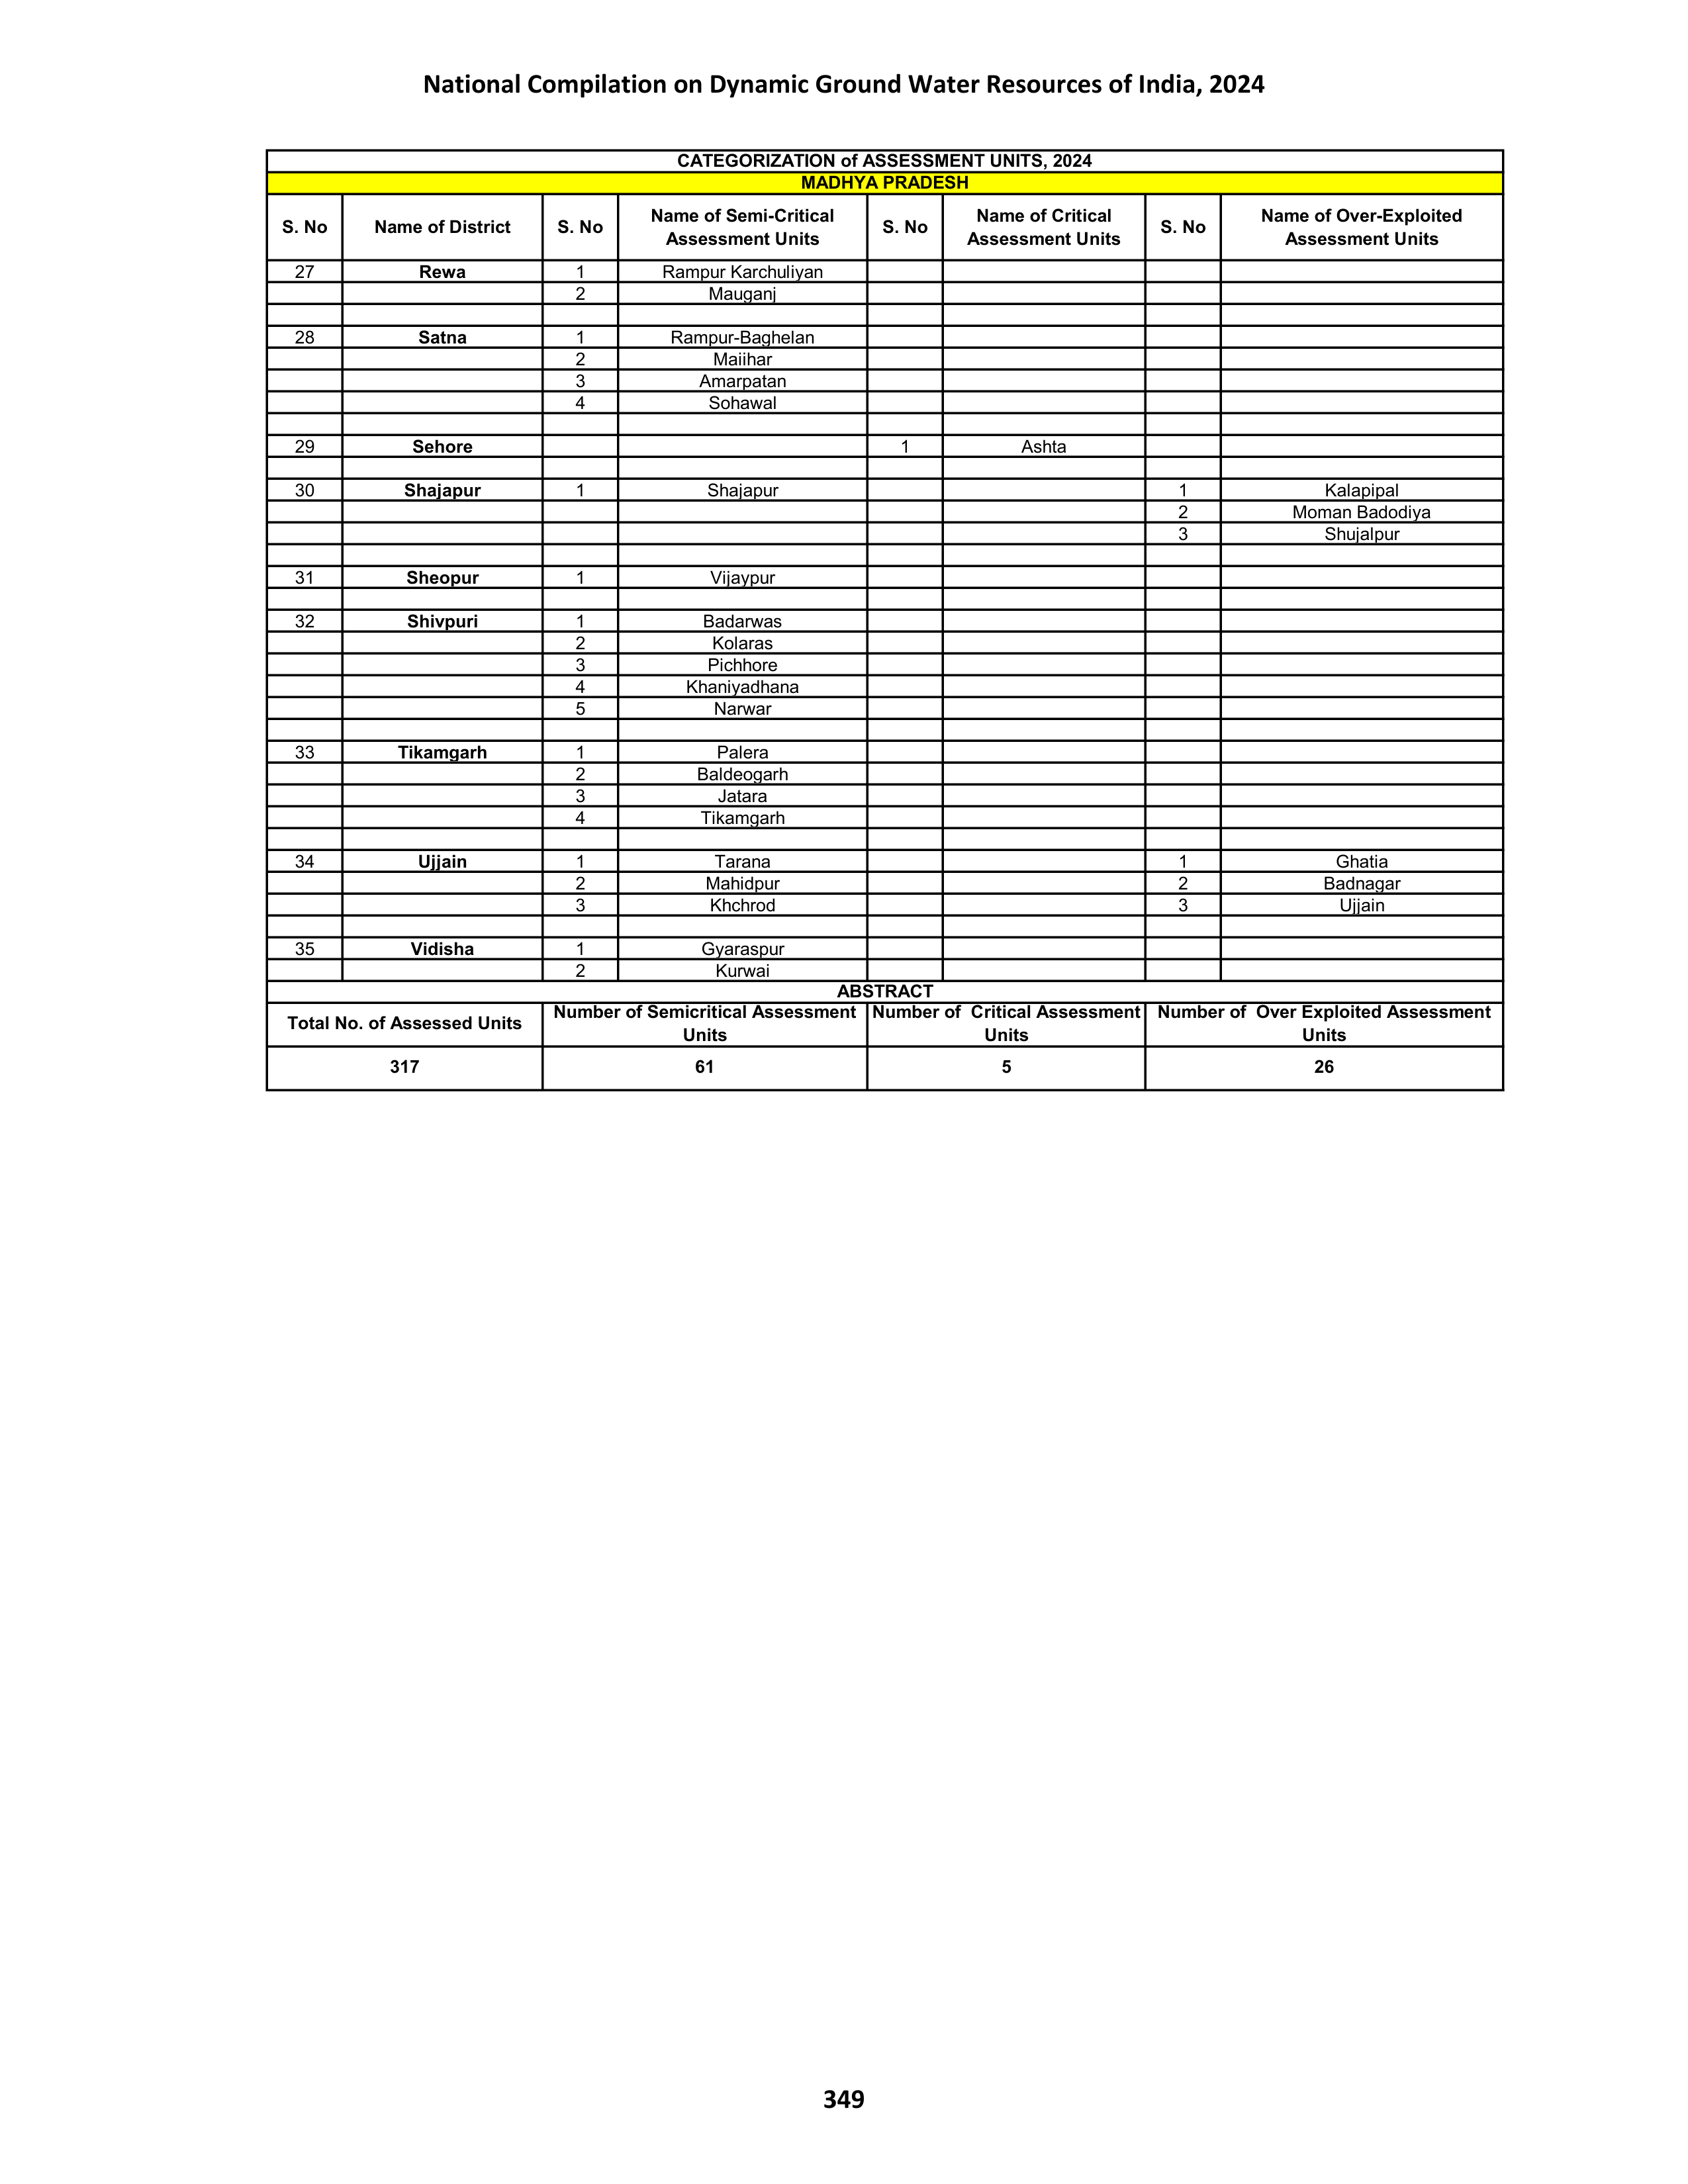 National Compilation on Dynamic Ground Water Resources of India, 2024
CATEGORIZATION of ASSESSMENT UNITS, 2024
MADHYA PRADESH
S. No Name of District S. No Name of Semi-Critical Assessment Units S. No Name of Critical Assessment Units S. No Name of Over-Exploited Assessment Units
27 Rewa 1 Rampur Karchuliyan
2 Mauganj
28 Satna 1 Rampur-Baghelan
2 Maiihar
3 Amarpatan
4 Sohawal
29 Sehore 1 Ashta
30 Shajapur 1 Shajapur 1 Kalapipal
2 Moman Badodiya
3 Shujalpur
31 Sheopur 1 Vijaypur
32 Shivpuri 1 Badarwas
2 Kolaras
3 Pichhore
4 Khaniyadhana
5 Narwar
33 Tikamgarh 1 Palera
2 Baldeogarh
3 Jatara
4 Tikamgarh
34 Ujjain 1 Tarana 1 Ghatia
2 Mahidpur 2 Badnagar
3 Khchrod 3 Ujjain
35 Vidisha 1 Gyaraspur
2 Kurwai
ABSTRACT
Total No. of Assessed Units Number of Semicritical Assessment Units Number of Critical Assessment Units Number of Over Exploited Assessment Units
317 61 5 26
349